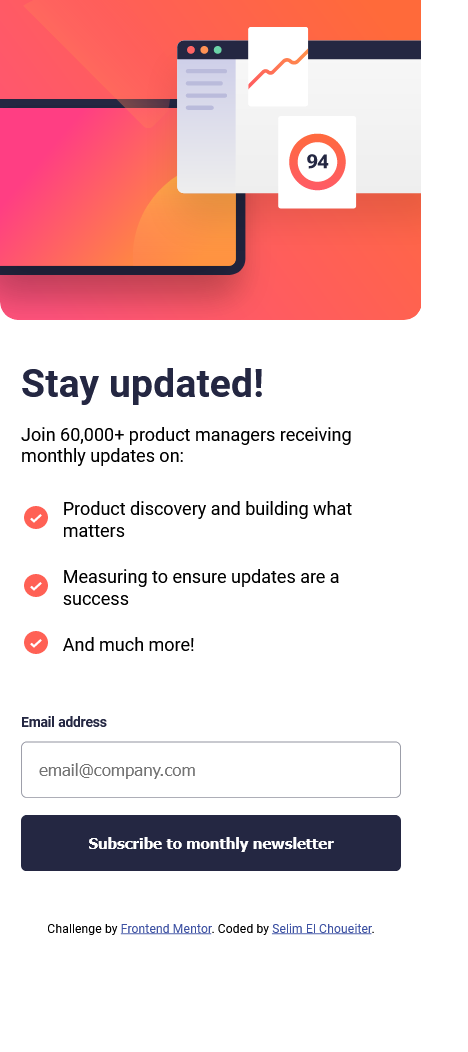 94
Stay updated!
Join 60,000+ product managers receiving
monthly updates on:
Product discovery and building what
matters
Measuring to ensure updates are a
success
And much more!
Email address
email@company.com
Subscribe to monthly newsletter
Challenge by Frontend Mentor. Coded by Selim El Choueiter.